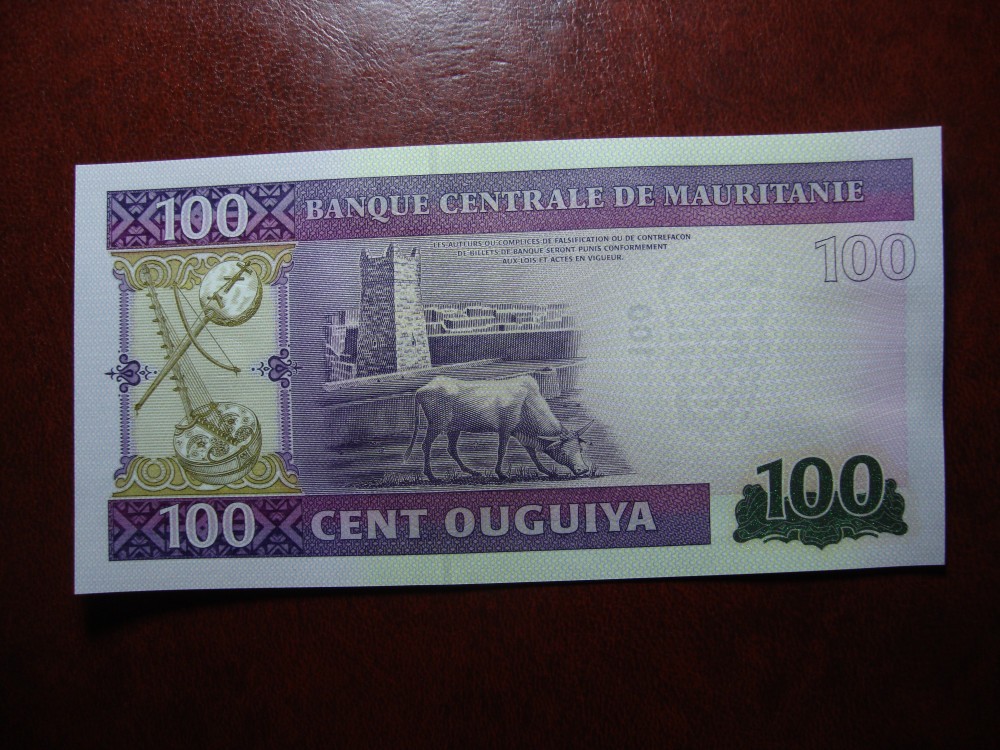 100
BANQUE CENTRALE DE MAURITANIE
LES AUTEURS OU COMPLICES DE FALSIFICATION OU DE CONTREFACON
DE BILLETS DE BANQUE SERONT PUNIS CONFORMEMENT
AUX LOIS ET ACTES EN VIGUEUR.
100
100
100
100
CENT OUGUIYA